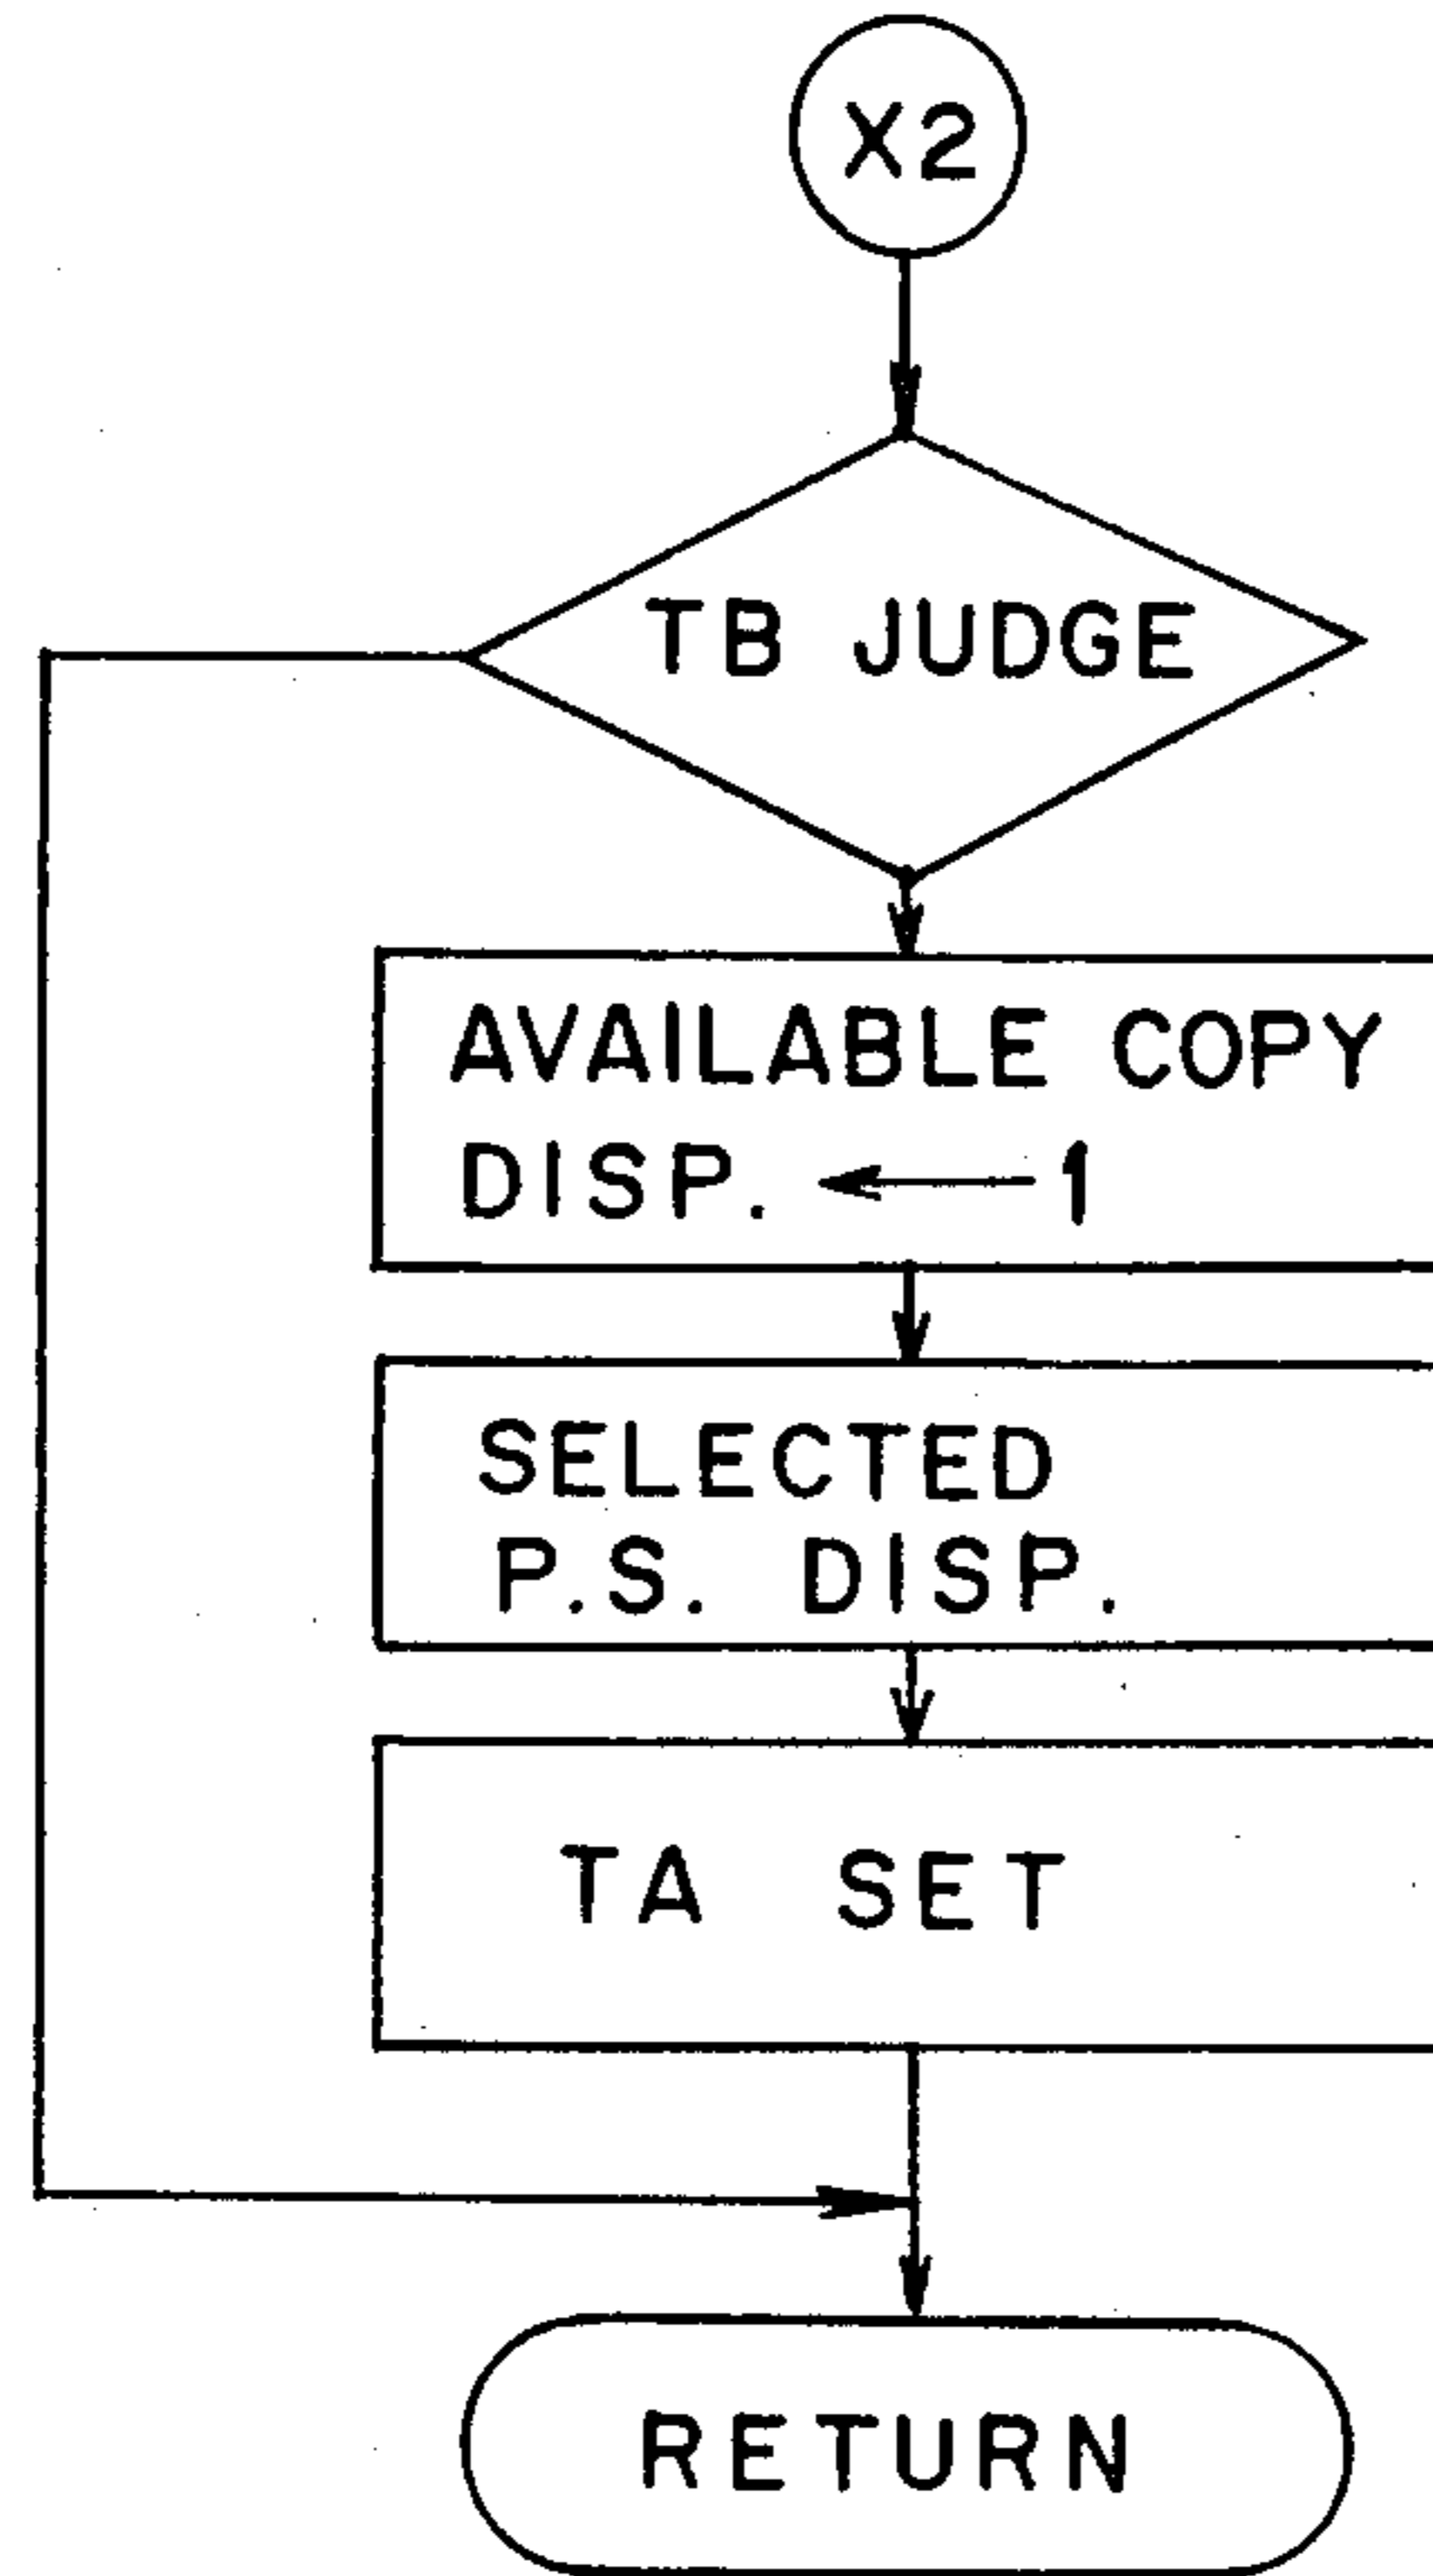 X2
TB JUDGE
AVAILABLE COPY
DISP. ← 1
SELECTED
P.S. DISP.
TA SET
RETURN